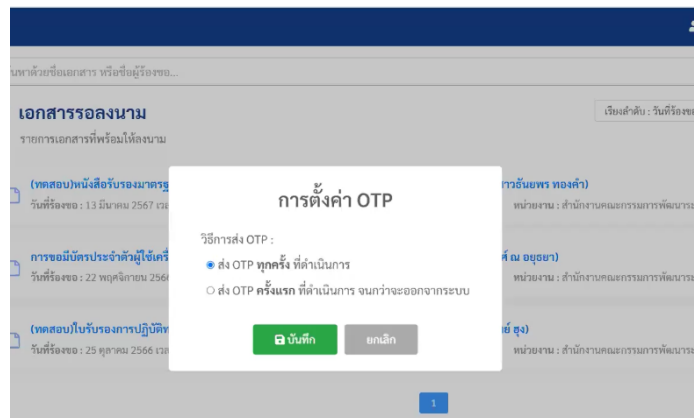 นหาด้วยชื่อเอกสาร หรือชื่อผู้ร้องขอ...
เอกสารรอลงนาม
เรียงลำดับ : วันที่ร้องขอ
รายการเอกสารที่พร้อมให้ลงนาม
(ทดสอบ)หนังสือรับรองมาตรฐ
าวธันยพร ทองคำ)
วันที่ร้องขอ : 13 มีนาคม 2567 เวล
หน่วยงาน : สำนักงานคณะกรรมการพัฒนาระ
การขอมีบัตรประจำตัวผู้ใช้เครื่
ศ์ ณ อยุธยา)
วันที่ร้องขอ : 22 พฤศจิกายน 2566
หน่วยงาน : สำนักงานคณะกรรมการพัฒนาระ
(ทดสอบ)ใบรับรองการปฏิบัติท
ย์ ฮุง)
วันที่ร้องขอ : 25 ตุลาคม 2566 เวล
หน่วยงาน : สำนักงานคณะกรรมการพัฒนาระ
การตั้งค่า OTP
วิธีการส่ง OTP :
ส่ง OTP ทุกครั้ง ที่ดำเนินการ
ส่ง OTP ครั้งแรก ที่ดำเนินการ จนกว่าจะออกจากระบบ
บันทึก
ยกเลิก
1